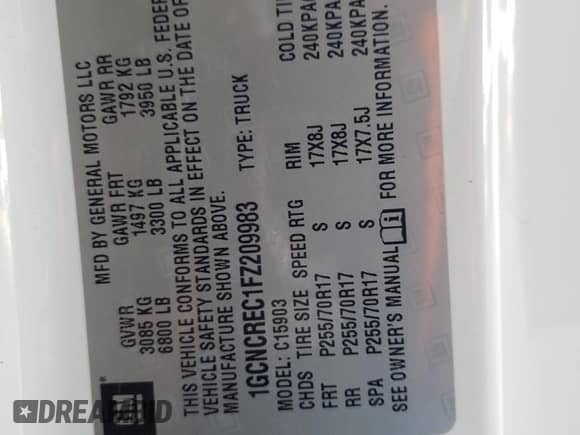 MFD BY GENERAL MOTORS LLC
GVWR GAWR FRT GAWR RR
3085 KG 1497 KG 1792 KG
6800 LB 3300 LB 3950 LB
THIS VEHICLE CONFORMS TO ALL APPLICABLE U.S. FEDER
VEHICLE SAFETY STANDARDS IN EFFECT ON THE DATE OF
MANUFACTURE SHOWN ABOVE.
1GCNCREC1FZ209983 TYPE: TRUCK
MODEL: C15903
CHDS TIRE SIZE SPEED RTG RIM COLD TI
FRT P255/70R17 S 17X8J 240KPA
RR P255/70R17 S 17X8J 240KPA
SPA P255/70R17 S 17X7.5J 240KPA
SEE OWNER'S MANUAL i FOR MORE INFORMATION.
GM ®
DREAMBID